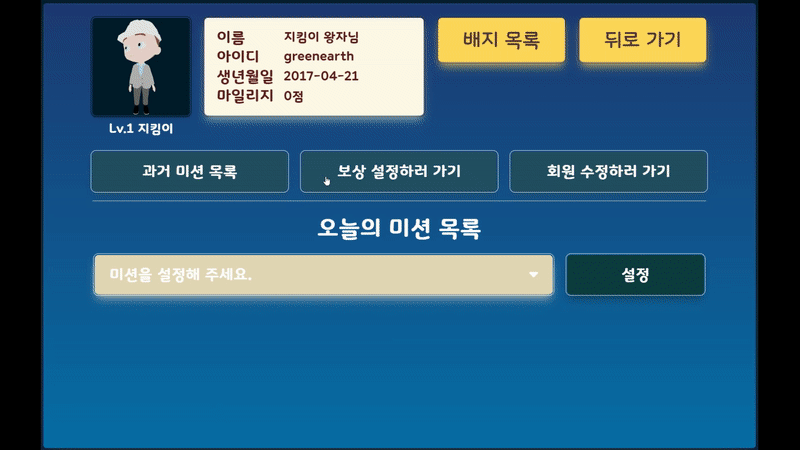 이름 지킴이 왕자님
아이디 greenearth
생년월일 2017-04-21
마일리지 0점
배지 목록
뒤로 가기
Lv.1 지킴이
과거 미션 목록
보상 설정하러 가기
회원 수정하러 가기
오늘의 미션 목록
미션을 설정해 주세요.
설정